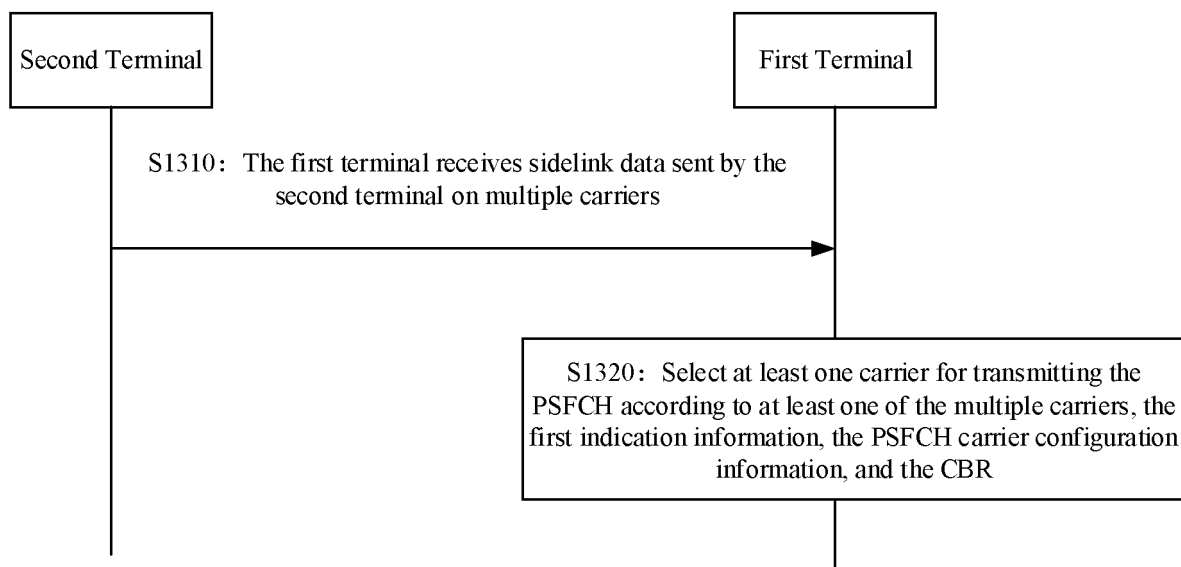 Second Terminal
First Terminal
S1310：The first terminal receives sidelink data sent by the
second terminal on multiple carriers
S1320：Select at least one carrier for transmitting the
PSFCH according to at least one of the multiple carriers, the
first indication information, the PSFCH carrier configuration
information, and the CBR